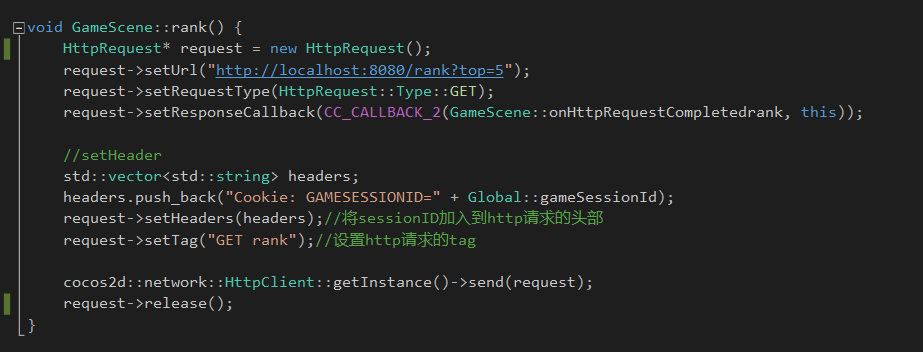 void GameScene::rank() {
HttpRequest* request = new HttpRequest();
request->setUrl("http://localhost:8080/rank?top=5");
request->setRequestType(HttpRequest::Type::GET);
request->setResponseCallback(CC_CALLBACK_2(GameScene::onHttpRequestCompletedrank, this));
//setHeader
std::vector<std::string> headers;
headers.push_back("Cookie: GAMESESSIONID=" + Global::gameSessionId);
request->setHeaders(headers);//将sessionID加入到http请求的头部
request->setTag("GET rank");//设置http请求的tag
cocos2d::network::HttpClient::getInstance()->send(request);
request->release();
}